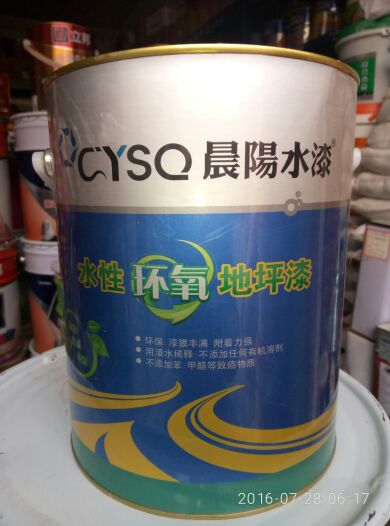 立邦
CYSQ 晨陽水漆®
水性 环氧 地坪漆
● 环保 漆膜丰满 附着力强
● 用清水稀释 不添加任何有机溶剂
● 不添加苯 甲醛等致癌物质
2016-07-28 06:17